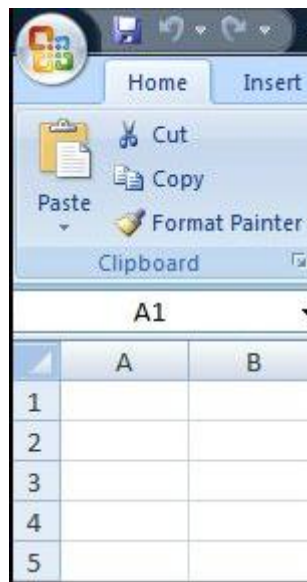 Home Insert
Cut
Copy
Paste
Format Painter
Clipboard
A1
A B
1
2
3
4
5